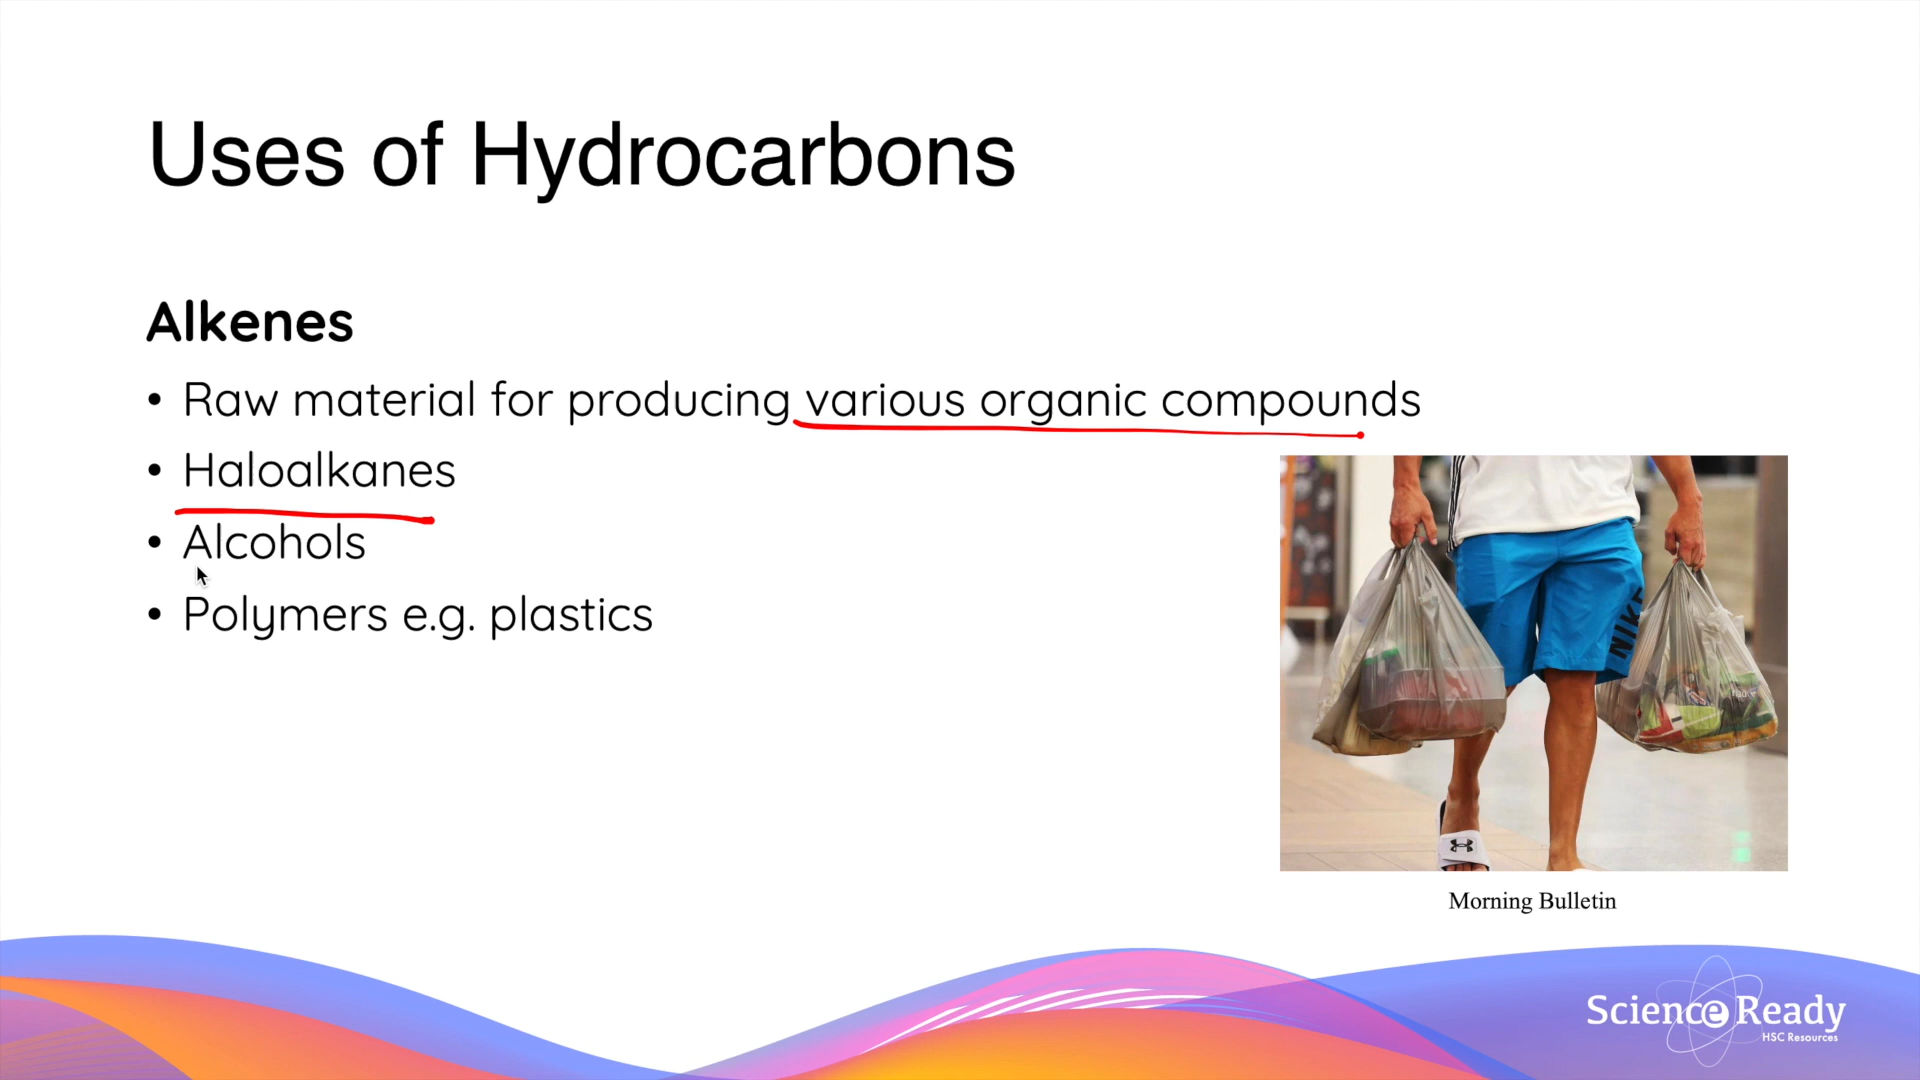 Uses of Hydrocarbons
Alkenes
• Raw material for producing various organic compounds
• Haloalkanes
• Alcohols
• Polymers e.g. plastics
NIKE
Morning Bulletin
Science Ready
HSC Resources